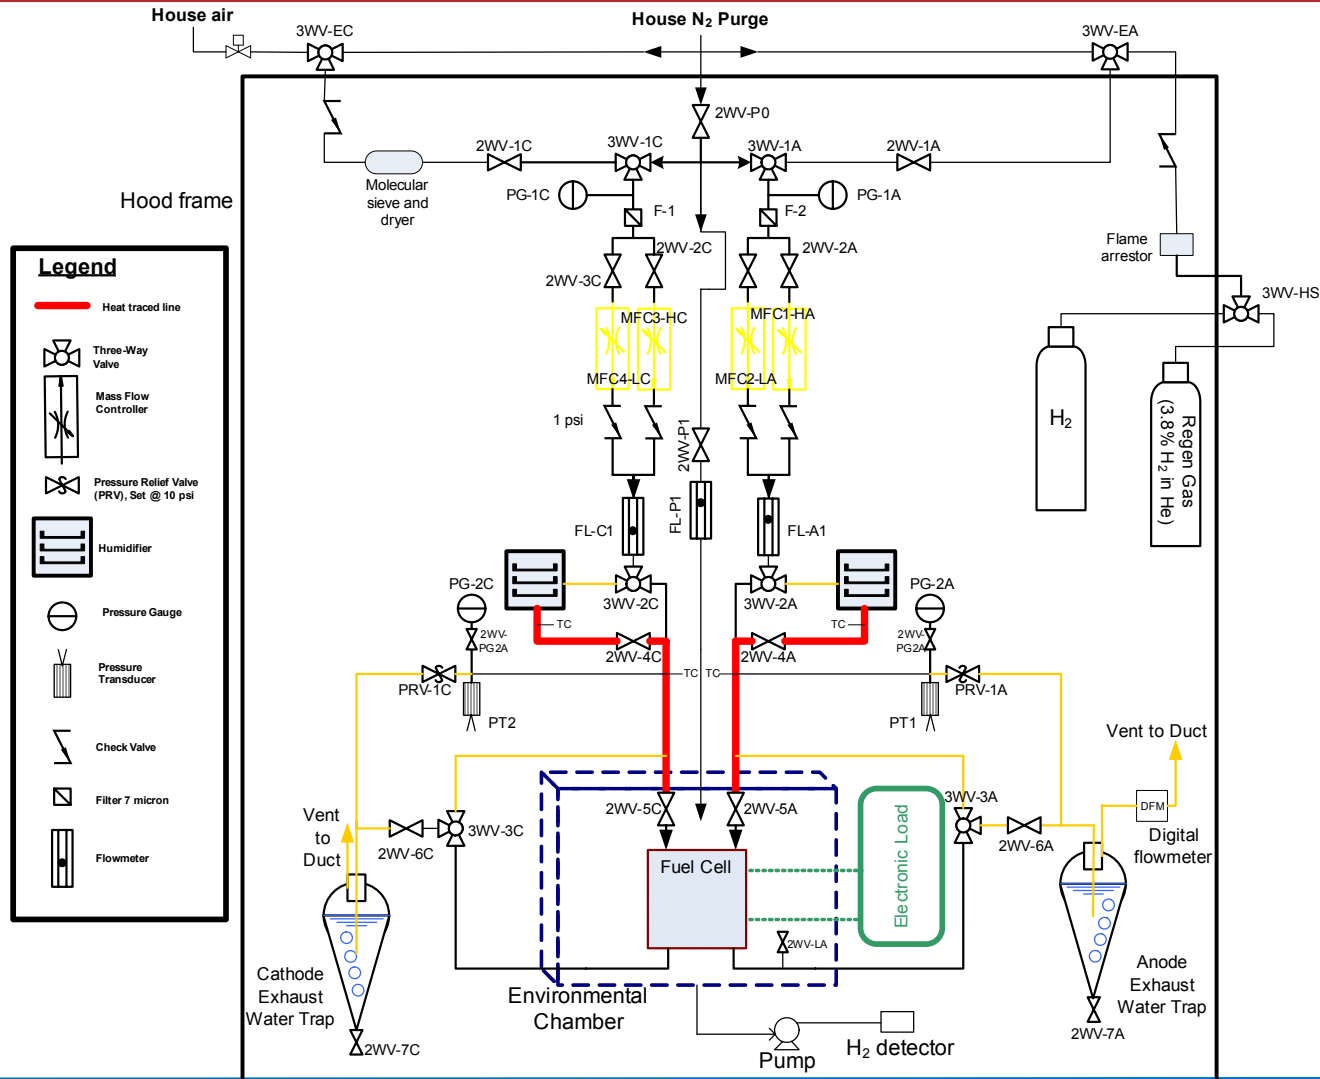 House air
House N2 Purge
3WV-EC
3WV-EA
2WV-P0
2WV-1C
3WV-1C
3WV-1A
2WV-1A
Molecular
sieve and
dryer
PG-1C
PG-1A
F-1
F-2
Hood frame
Flame
arrestor
2WV-2C
2WV-2A
2WV-3C
3WV-HS
MFC3-HC
MFC1-HA
MFC4-LC
MFC2-LA
1 psi
2WV-P1
H2
Regen Gas
(3.8% H2 in He)
FL-C1
FL-P1
FL-A1
PG-2C
3WV-2C
3WV-2A
PG-2A
2WV-
PG2A
TC
TC
2WV-
PG2A
2WV-4C
2WV-4A
TC
TC
PRV-1C
PRV-1A
PT2
PT1
Vent to Duct
Vent
to
Duct
2WV-5C
2WV-5A
3WV-3A
DFM
Digital
flowmeter
3WV-3C
2WV-6C
2WV-6A
Fuel Cell
Electronic Load
2WV-LA
Cathode
Exhaust
Water Trap
Anode
Exhaust
Water Trap
Environmental
Chamber
2WV-7C
2WV-7A
Pump
H2 detector
Legend
Heat traced line
Three-Way
Valve
Mass Flow
Controller
Pressure Relief Valve
(PRV), Set @ 10 psi
Humidifier
Pressure Gauge
Pressure
Transducer
Check Valve
Filter 7 micron
Flowmeter